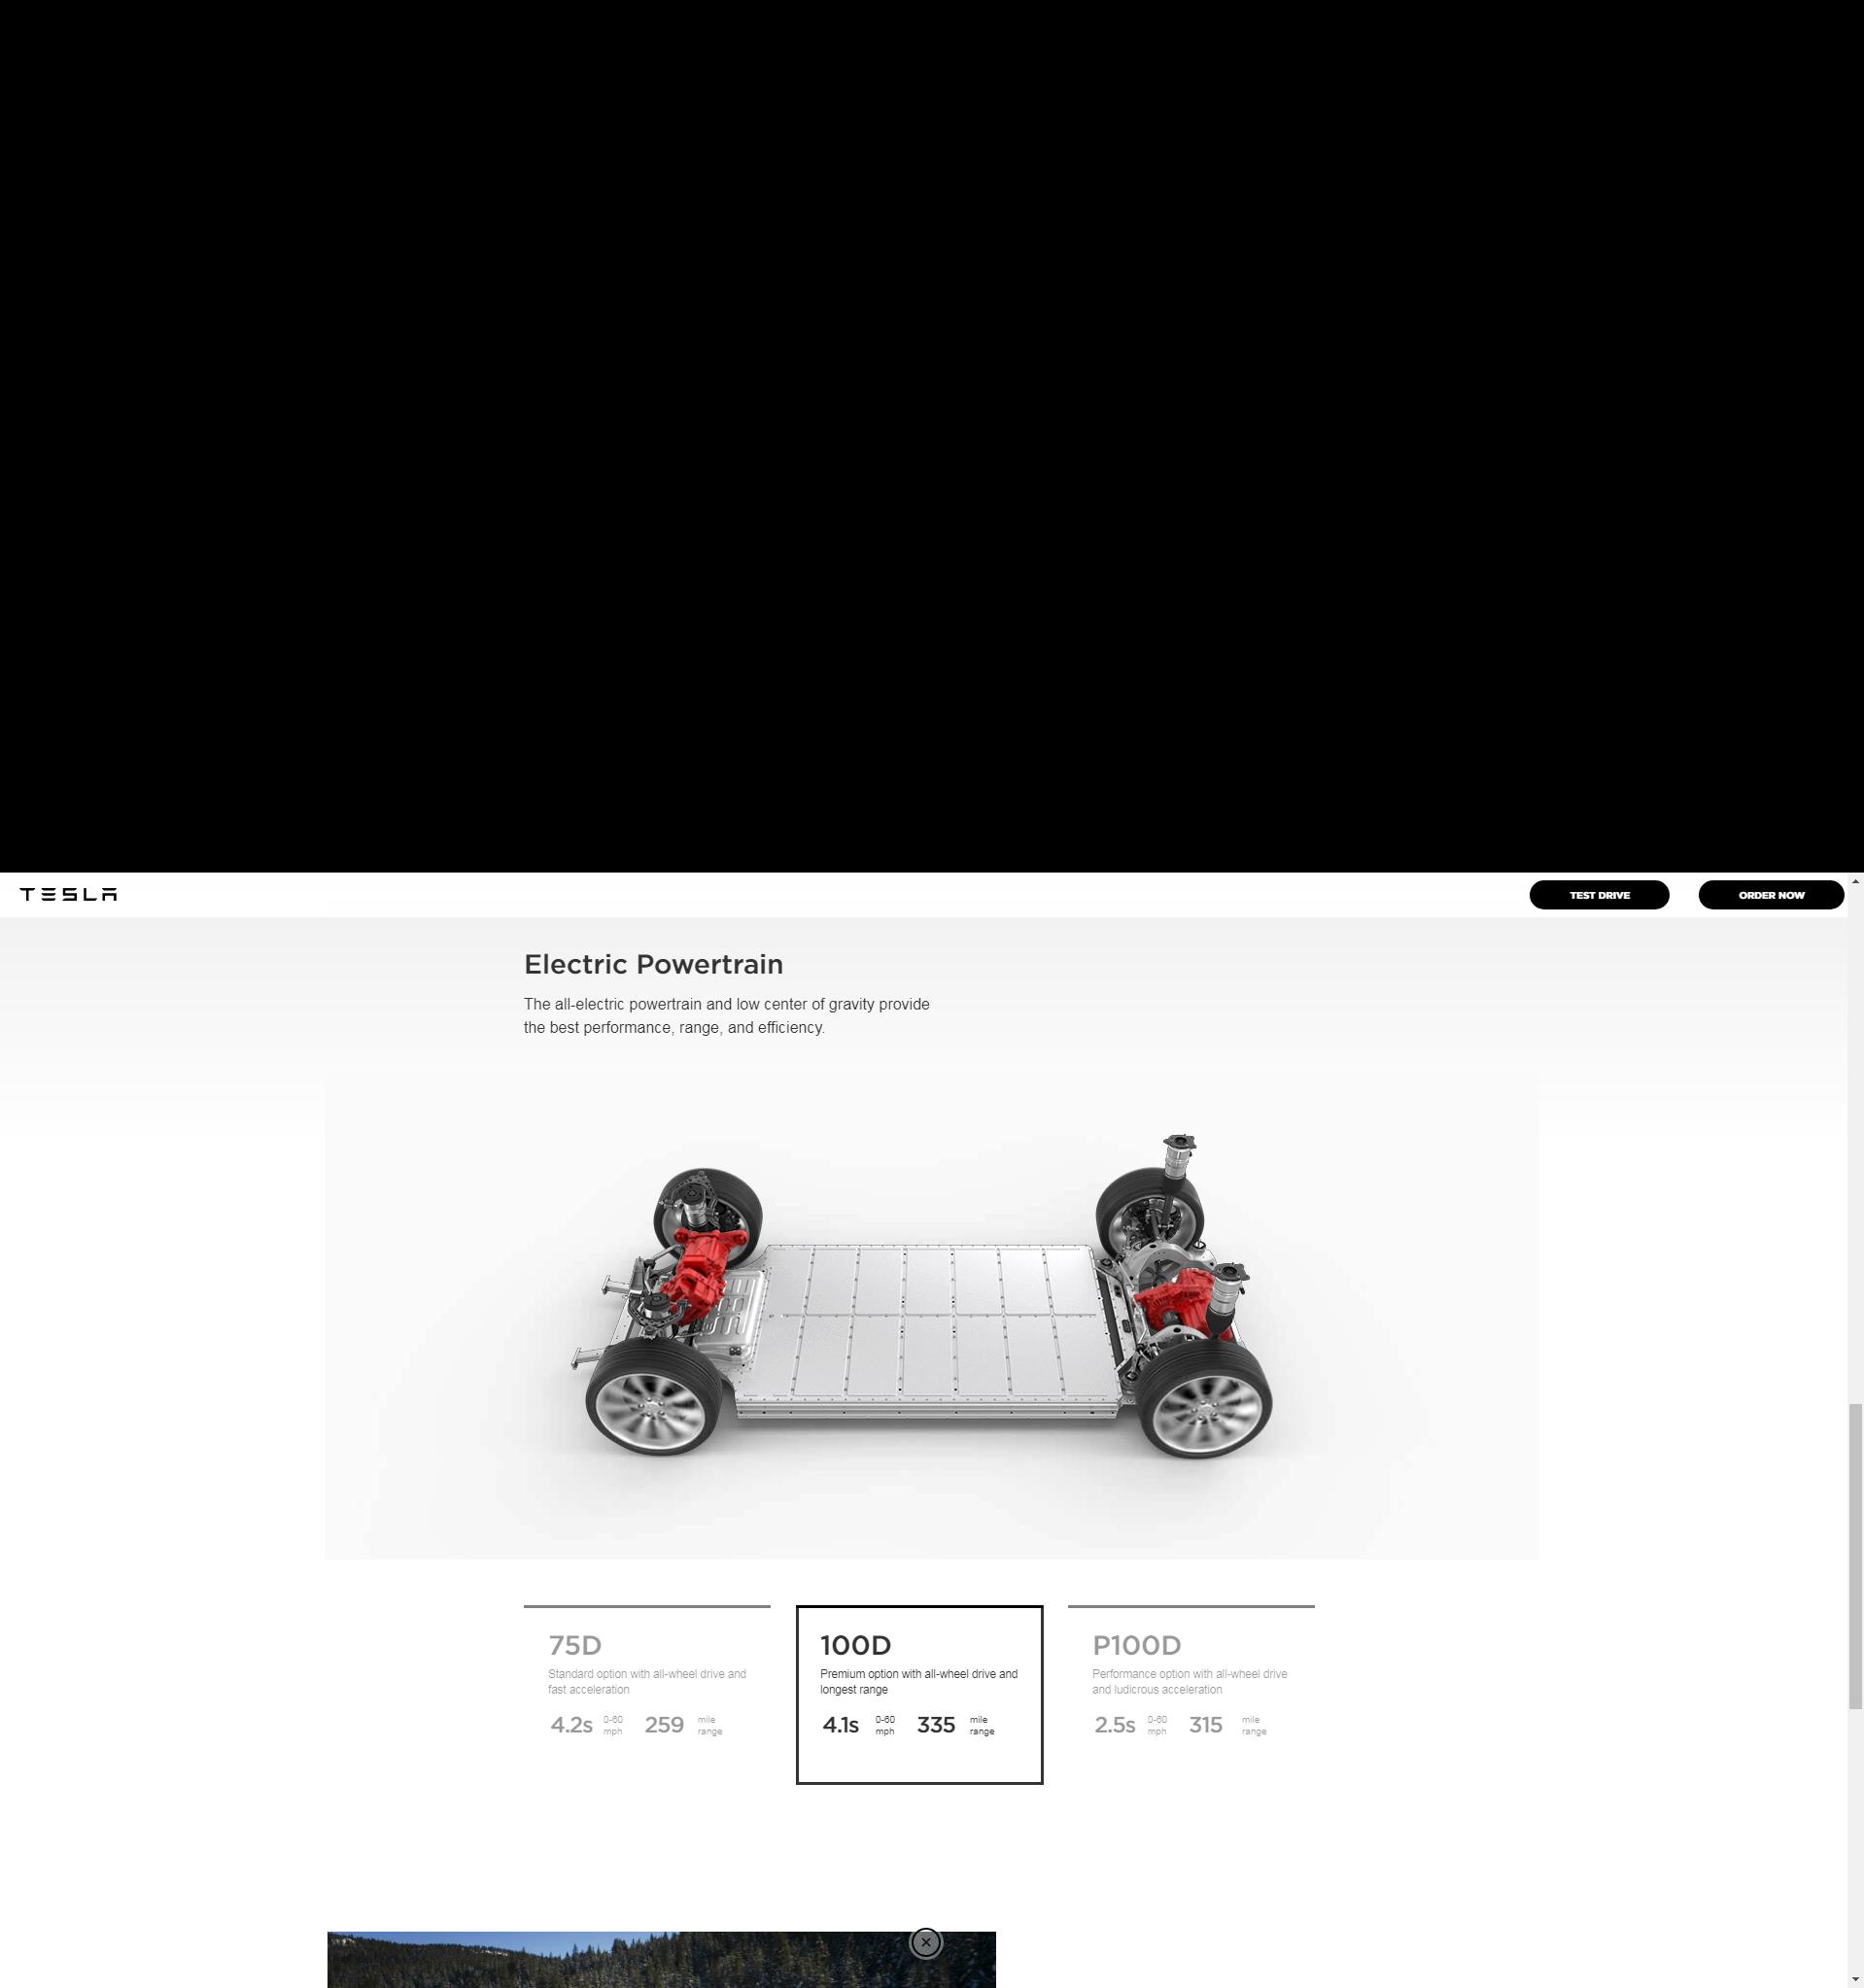 TESLA
TEST DRIVE
ORDER NOW
Electric Powertrain
The all-electric powertrain and low center of gravity provide
the best performance, range, and efficiency.
75D
Standard option with all-wheel drive and
fast acceleration
4.2s 0-60 mph 259 mile range
100D
Premium option with all-wheel drive and
longest range
4.1s 0-60 mph 335 mile range
P100D
Performance option with all-wheel drive
and ludicrous acceleration
2.5s 0-60 mph 315 mile range